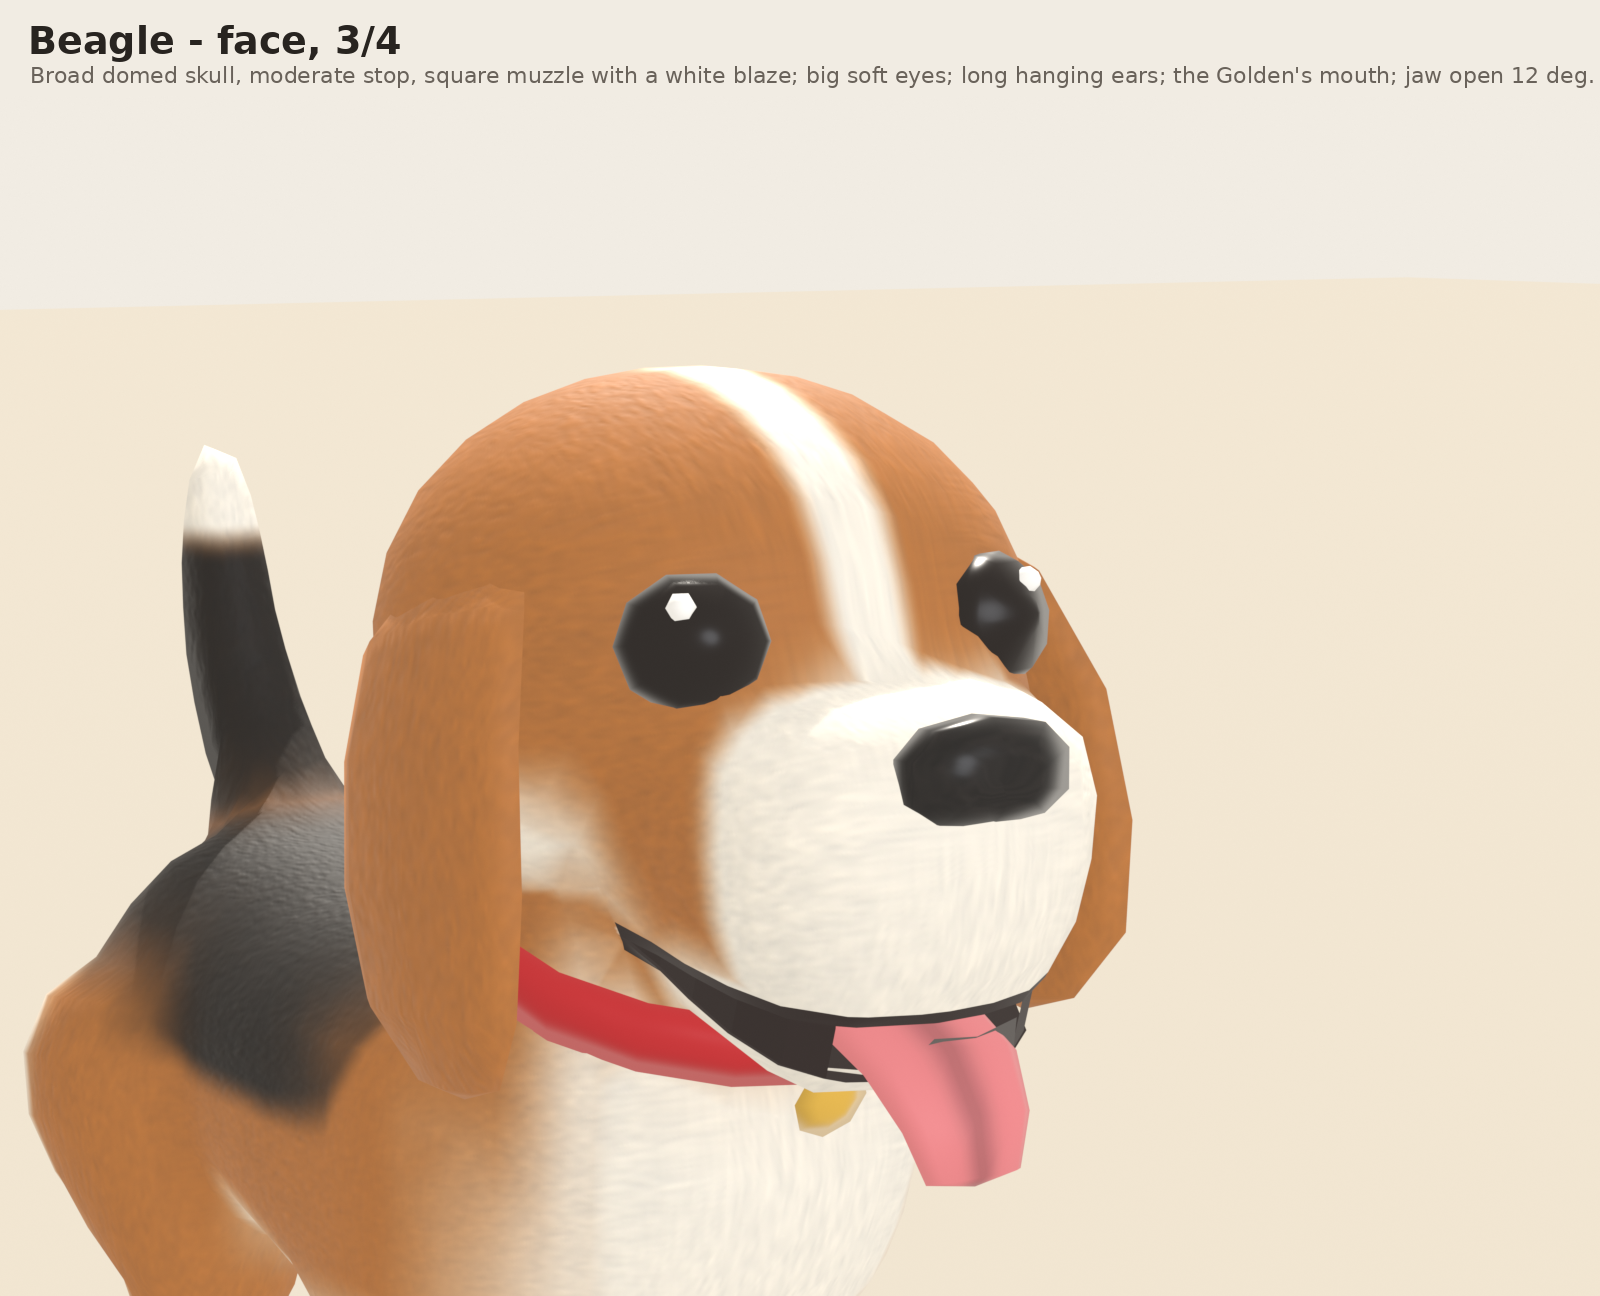 Beagle - face, 3/4
Broad domed skull, moderate stop, square muzzle with a white blaze; big soft eyes; long hanging ears; the Golden's mouth; jaw open 12 deg.